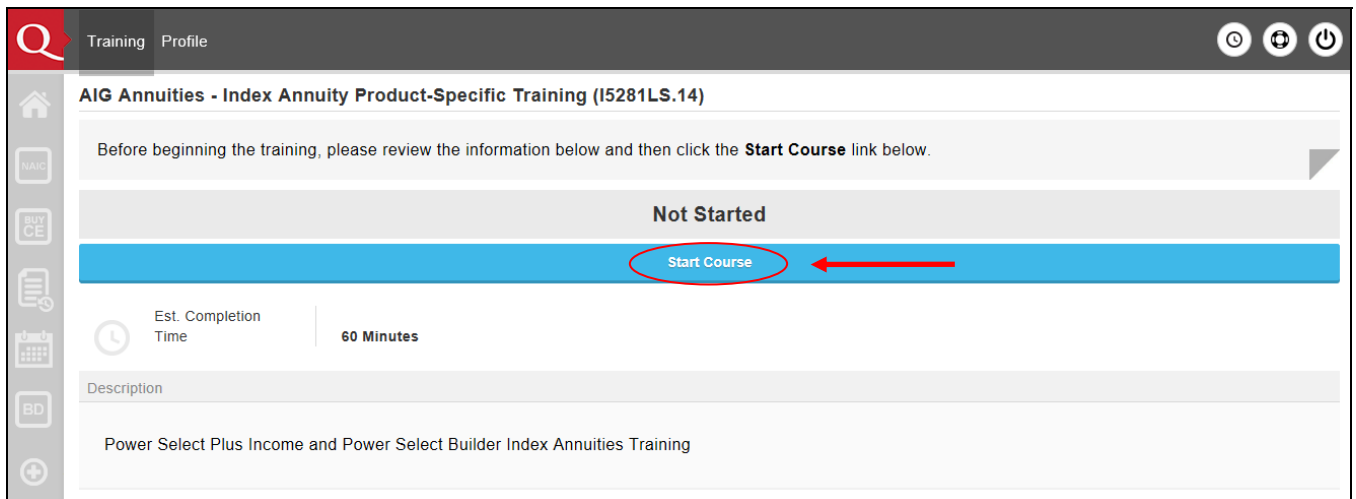 Q
Training Profile
AIG Annuities - Index Annuity Product-Specific Training (I5281LS.14)
Before beginning the training, please review the information below and then click the Start Course link below.
NAIC
Not Started
BUY
CE
Start Course
Est. Completion
Time
60 Minutes
Description
BD
Power Select Plus Income and Power Select Builder Index Annuities Training